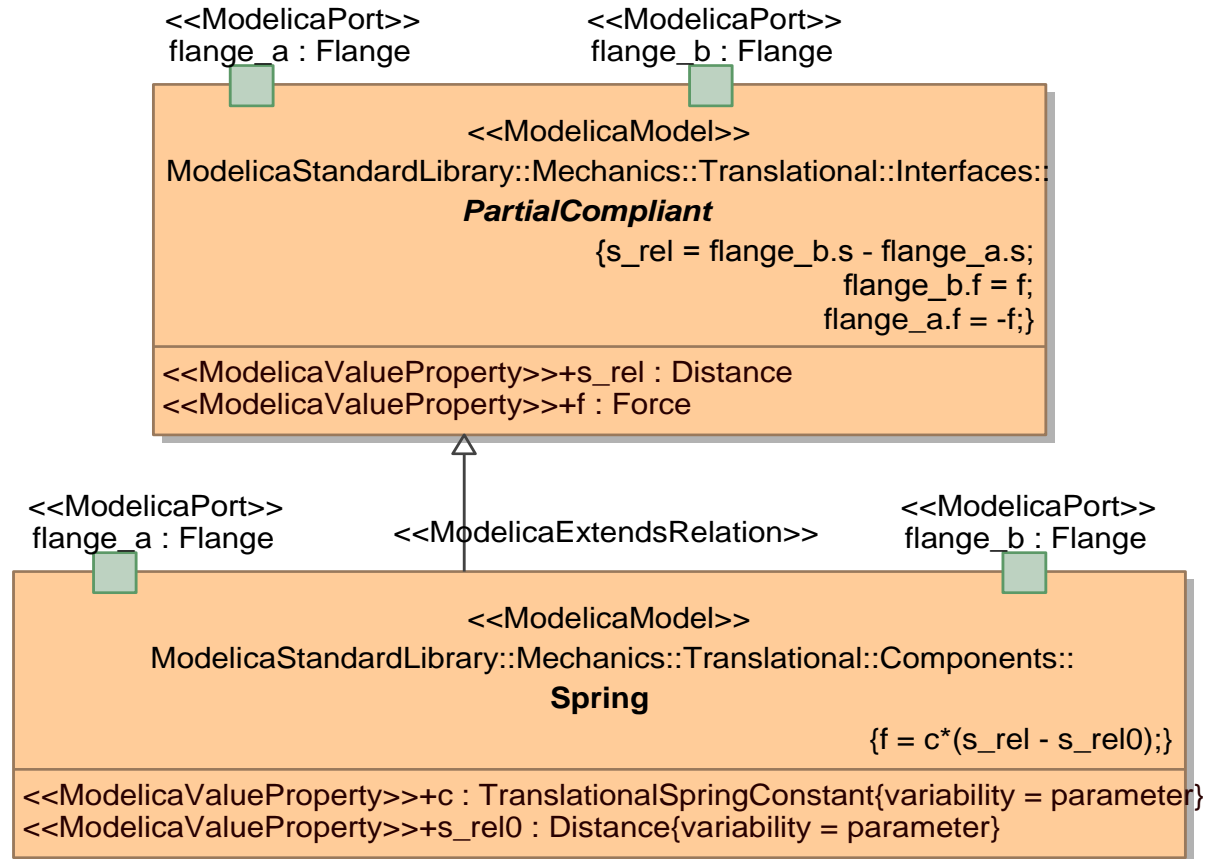 <<ModelicaPort>> <<ModelicaPort>>
flange_a : Flange flange_b : Flange
<<ModelicaModel>>
ModelicaStandardLibrary::Mechanics::Translational::Interfaces::
PartialCompliant
{s_rel = flange_b.s - flange_a.s;
flange_b.f = f;
flange_a.f = -f;}
<<ModelicaValueProperty>>+s_rel : Distance
<<ModelicaValueProperty>>+f : Force
<<ModelicaPort>> <<ModelicaPort>>
flange_a : Flange <<ModelicaExtendsRelation>> flange_b : Flange
<<ModelicaModel>>
ModelicaStandardLibrary::Mechanics::Translational::Components::
Spring
{f = c*(s_rel - s_rel0);}
<<ModelicaValueProperty>>+c : TranslationalSpringConstant{variability = parameter}
<<ModelicaValueProperty>>+s_rel0 : Distance{variability = parameter}